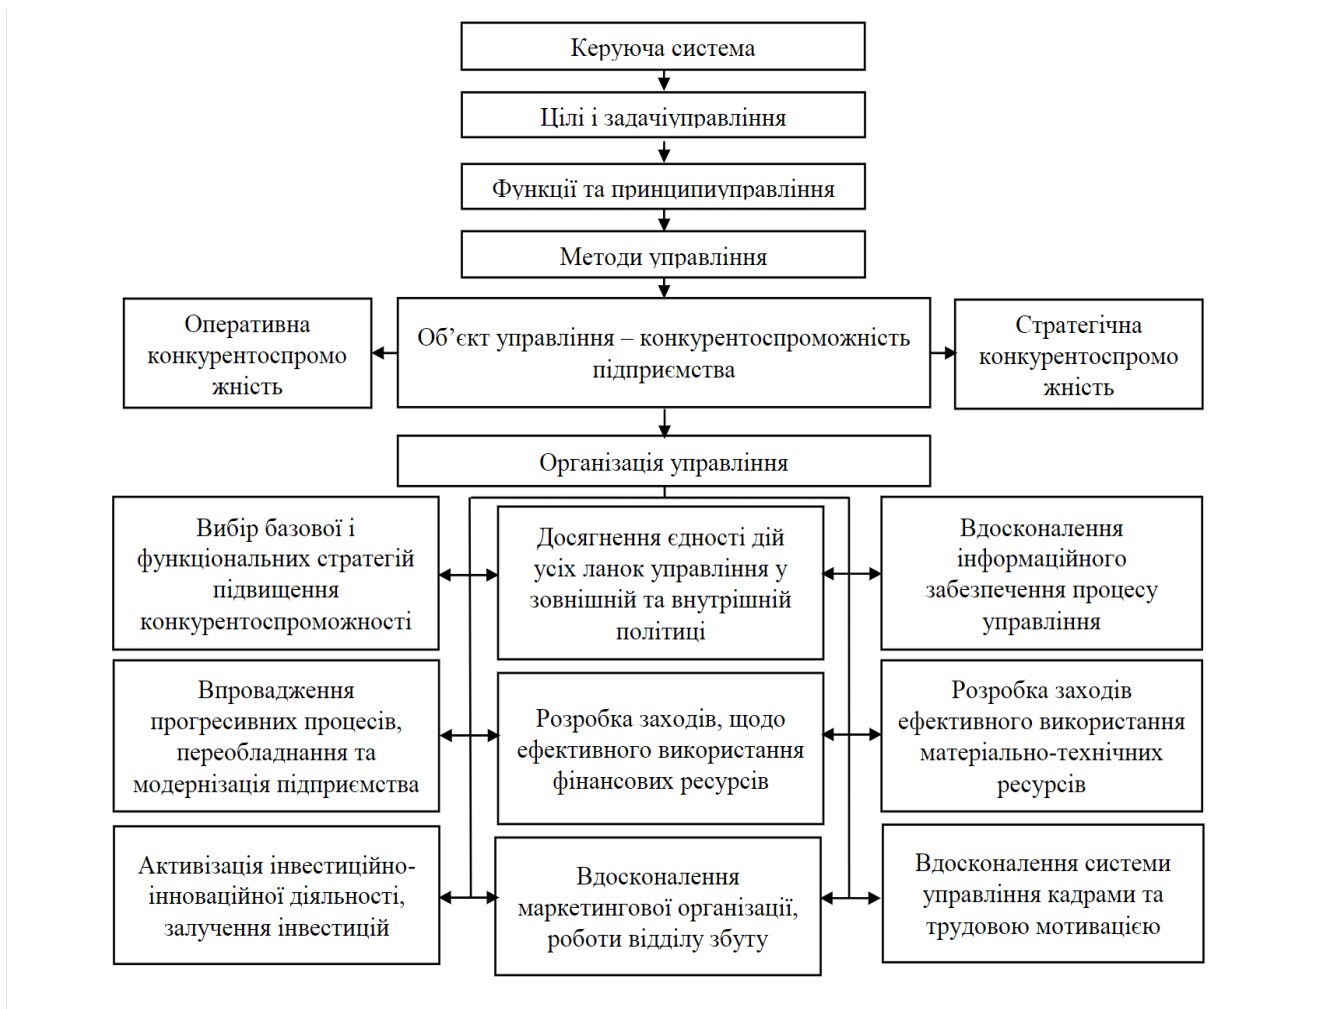 Керуюча система
Цілі і задачіуправління
Функції та принципиуправління
Методи управління
Оперативна
конкурентоспромо
жність
Об’єкт управління – конкурентоспроможність
підприємства
Стратегічна
конкурентоспромо
жність
Організація управління
Вибір базової і
функціональних стратегій
підвищення
конкурентоспроможності
Досягнення єдності дій
усіх ланок управління у
зовнішній та внутрішній
політиці
Вдосконалення
інформаційного
забезпечення процесу
управління
Впровадження
прогресивних процесів,
переобладнання та
модернізація підприємства
Розробка заходів, щодо
ефективного використання
фінансових ресурсів
Розробка заходів
ефективного використання
матеріально-технічних
ресурсів
Активізація інвестиційно-
інноваційної діяльності,
залучення інвестицій
Вдосконалення
маркетингової організації,
роботи відділу збуту
Вдосконалення системи
управління кадрами та
трудовою мотивацією